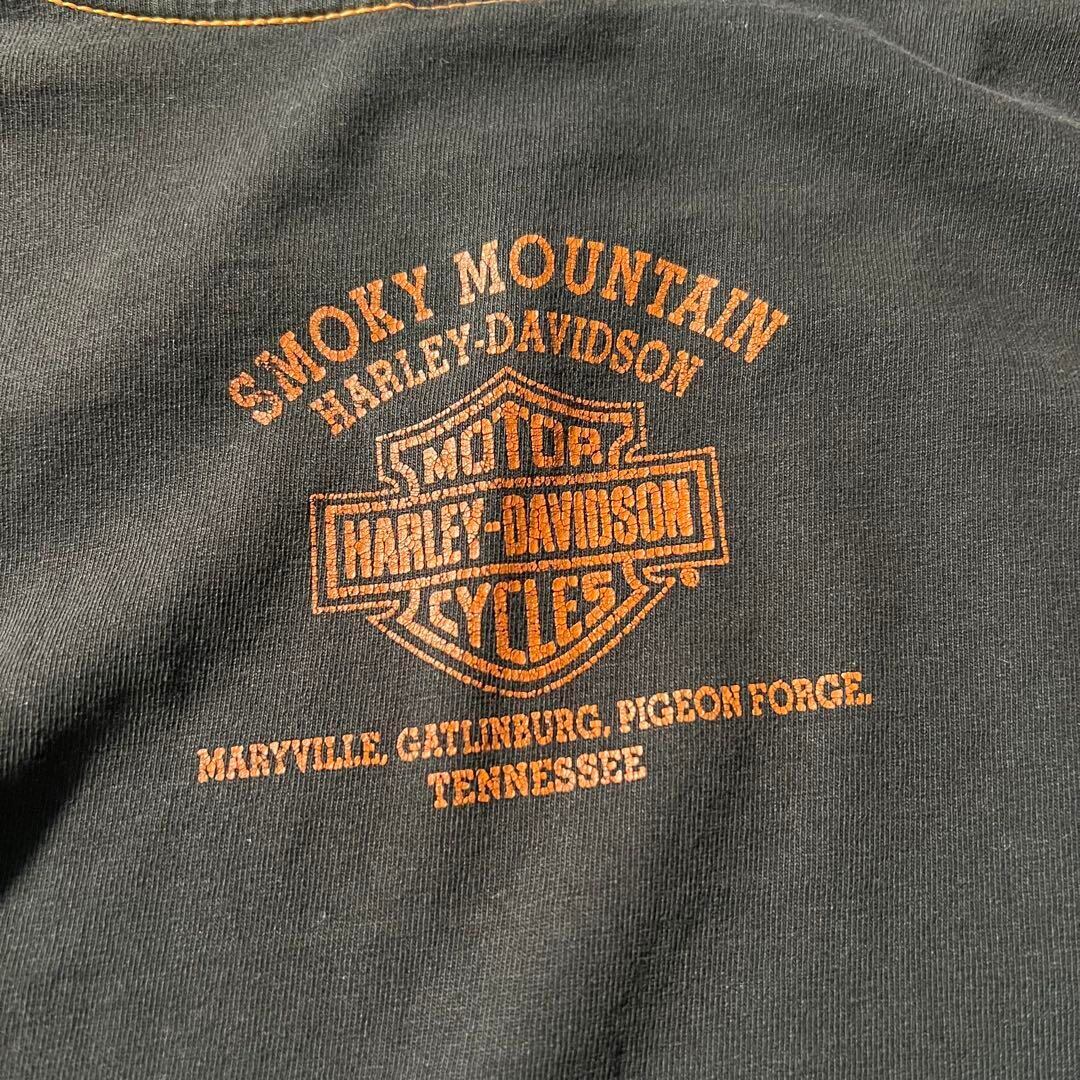 SMOKY MOUNTAIN
HARLEY-DAVIDSON
MOTOR
HARLEY-DAVIDSON
CYCLES
®
MARYVILLE, GATLINBURG, PIGEON FORGE,
TENNESSEE